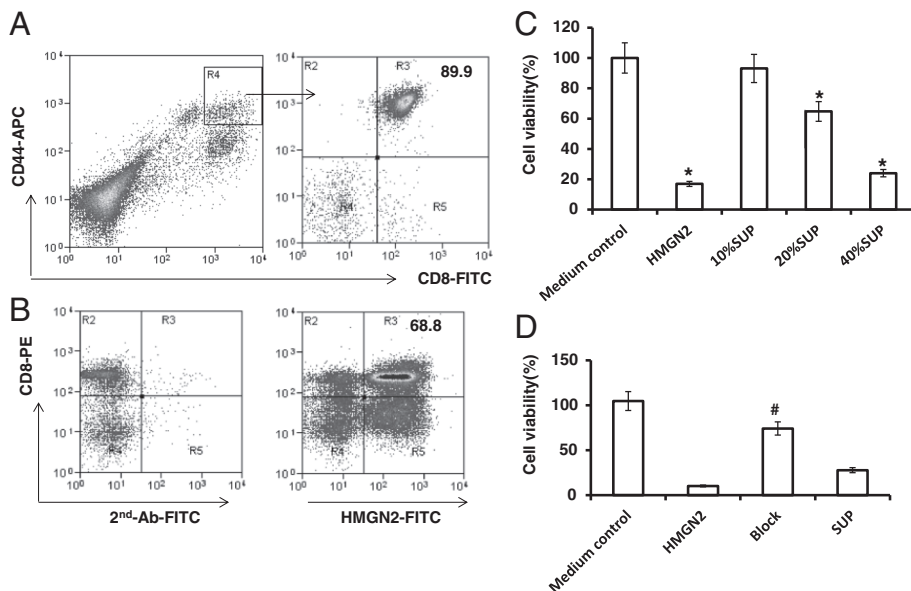 A
CD44-APC
10⁴
10³
10²
10¹
10⁰
R4
10⁰ 10¹ 10² 10³ 10⁴
10⁴
10³
10²
10¹
10⁰
R2 R3 89.9
R4 R5
10⁰ 10¹ 10² 10³ 10⁴
CD8-FITC
B
CD8-PE
10⁴
10³
10²
10¹
10⁰
R2 R3
R4 R5
10⁰ 10¹ 10² 10³ 10⁴
2nd-Ab-FITC
10⁴
10³
10²
10¹
10⁰
R2 R3 68.8
R4 R5
10⁰ 10¹ 10² 10³ 10⁴
HMGN2-FITC
C
Cell viability(%)
120
100
80
60
40
20
0
* * *
Medium control HMGN2 10%SUP 20%SUP 40%SUP
D
Cell viability(%)
150
100
50
0
#
Medium control HMGN2 Block SUP